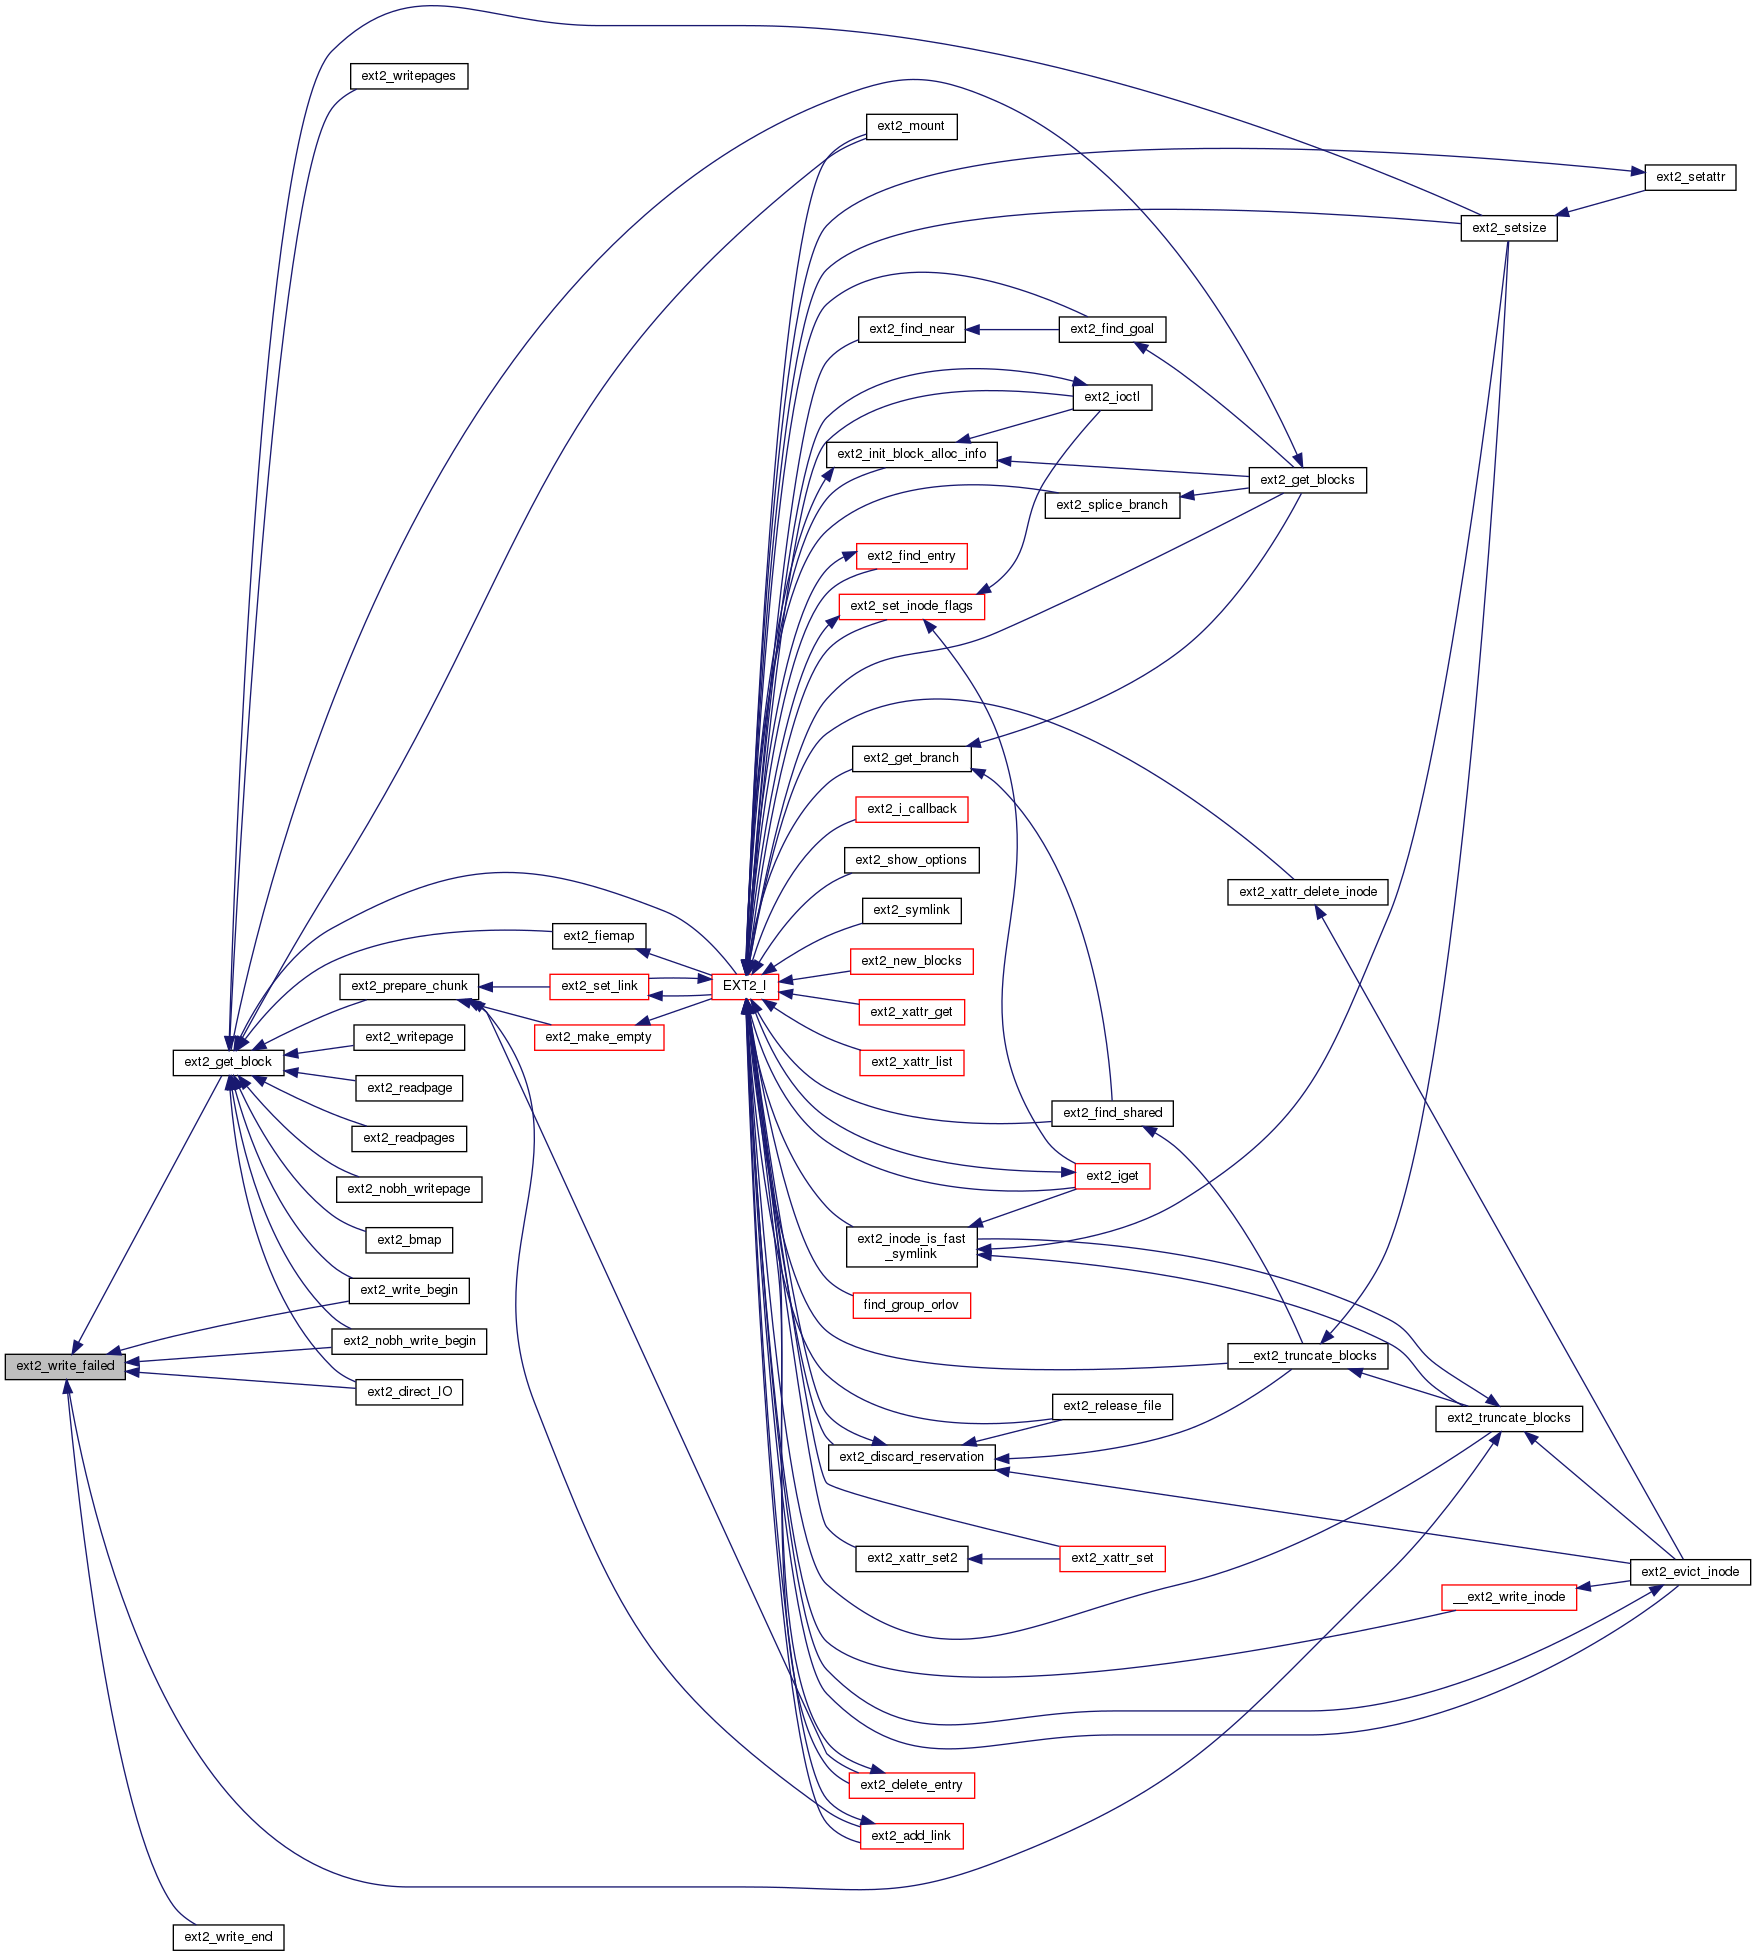 ext2_writepages
ext2_mount
ext2_setattr
ext2_setsize
ext2_find_near
ext2_find_goal
ext2_ioctl
ext2_init_block_alloc_info
ext2_get_blocks
ext2_splice_branch
ext2_find_entry
ext2_set_inode_flags
ext2_get_branch
ext2_i_callback
ext2_show_options
ext2_xattr_delete_inode
ext2_symlink
ext2_fiemap
ext2_new_blocks
ext2_prepare_chunk
ext2_set_link
EXT2_I
ext2_xattr_get
ext2_writepage
ext2_make_empty
ext2_get_block
ext2_xattr_list
ext2_readpage
ext2_find_shared
ext2_readpages
ext2_iget
ext2_nobh_writepage
ext2_bmap
ext2_inode_is_fast
_symlink
ext2_write_begin
find_group_orlov
ext2_nobh_write_begin
__ext2_truncate_blocks
ext2_write_failed
ext2_direct_IO
ext2_release_file
ext2_truncate_blocks
ext2_discard_reservation
ext2_xattr_set2
ext2_xattr_set
ext2_evict_inode
__ext2_write_inode
ext2_delete_entry
ext2_add_link
ext2_write_end